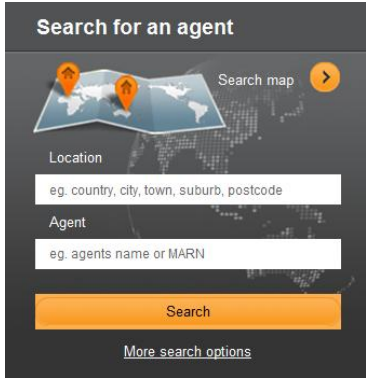 Search for an agent
Search map
Location
eg. country, city, town, suburb, postcode
Agent
eg. agents name or MARN
Search
More search options